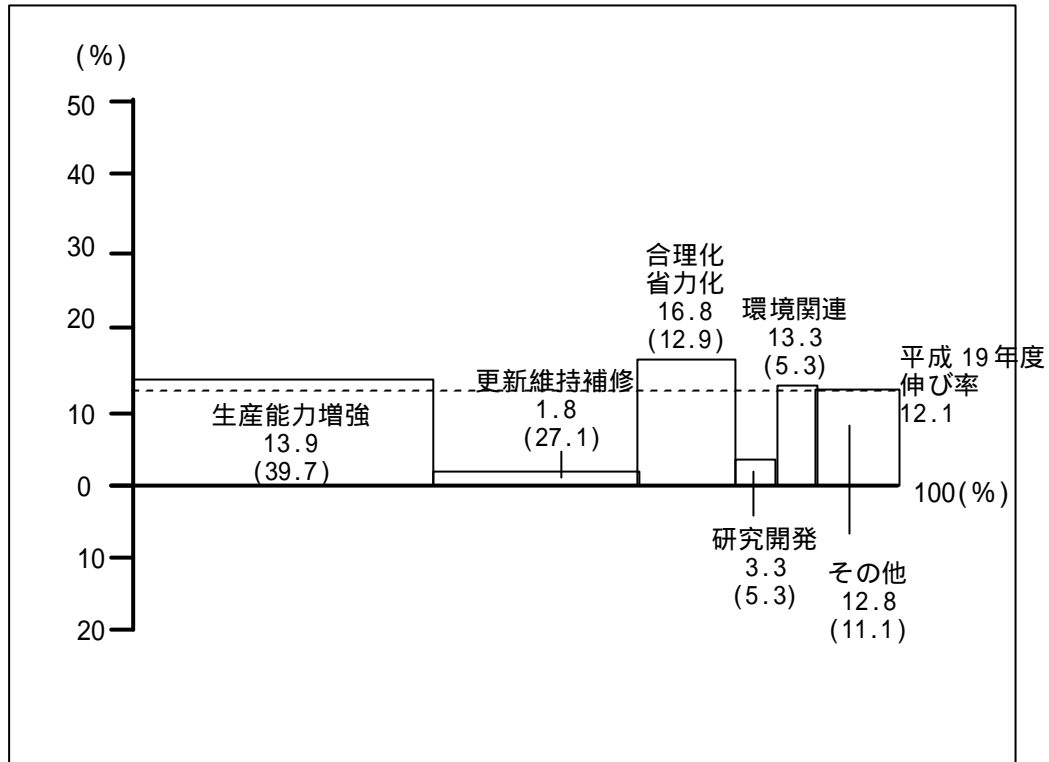 (%)
50
40
30
20
10
0
10
20
生産能力増強
13.9
(39.7)
更新維持補修
1.8
(27.1)
合理化
省力化
16.8
(12.9)
環境関連
13.3
(5.3)
平成 19年度
伸び率
12.1
100(%)
研究開発
3.3
(5.3)
その他
12.8
(11.1)